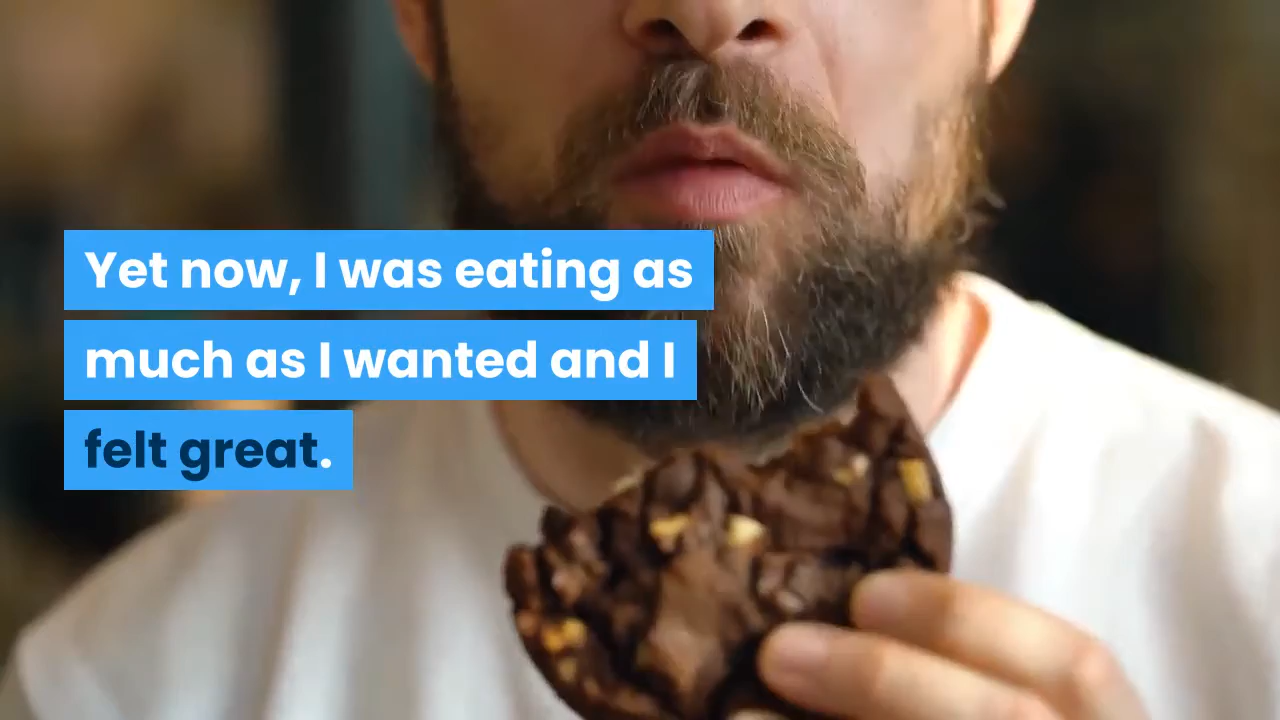 Yet now, I was eating as
much as I wanted and I
felt great.